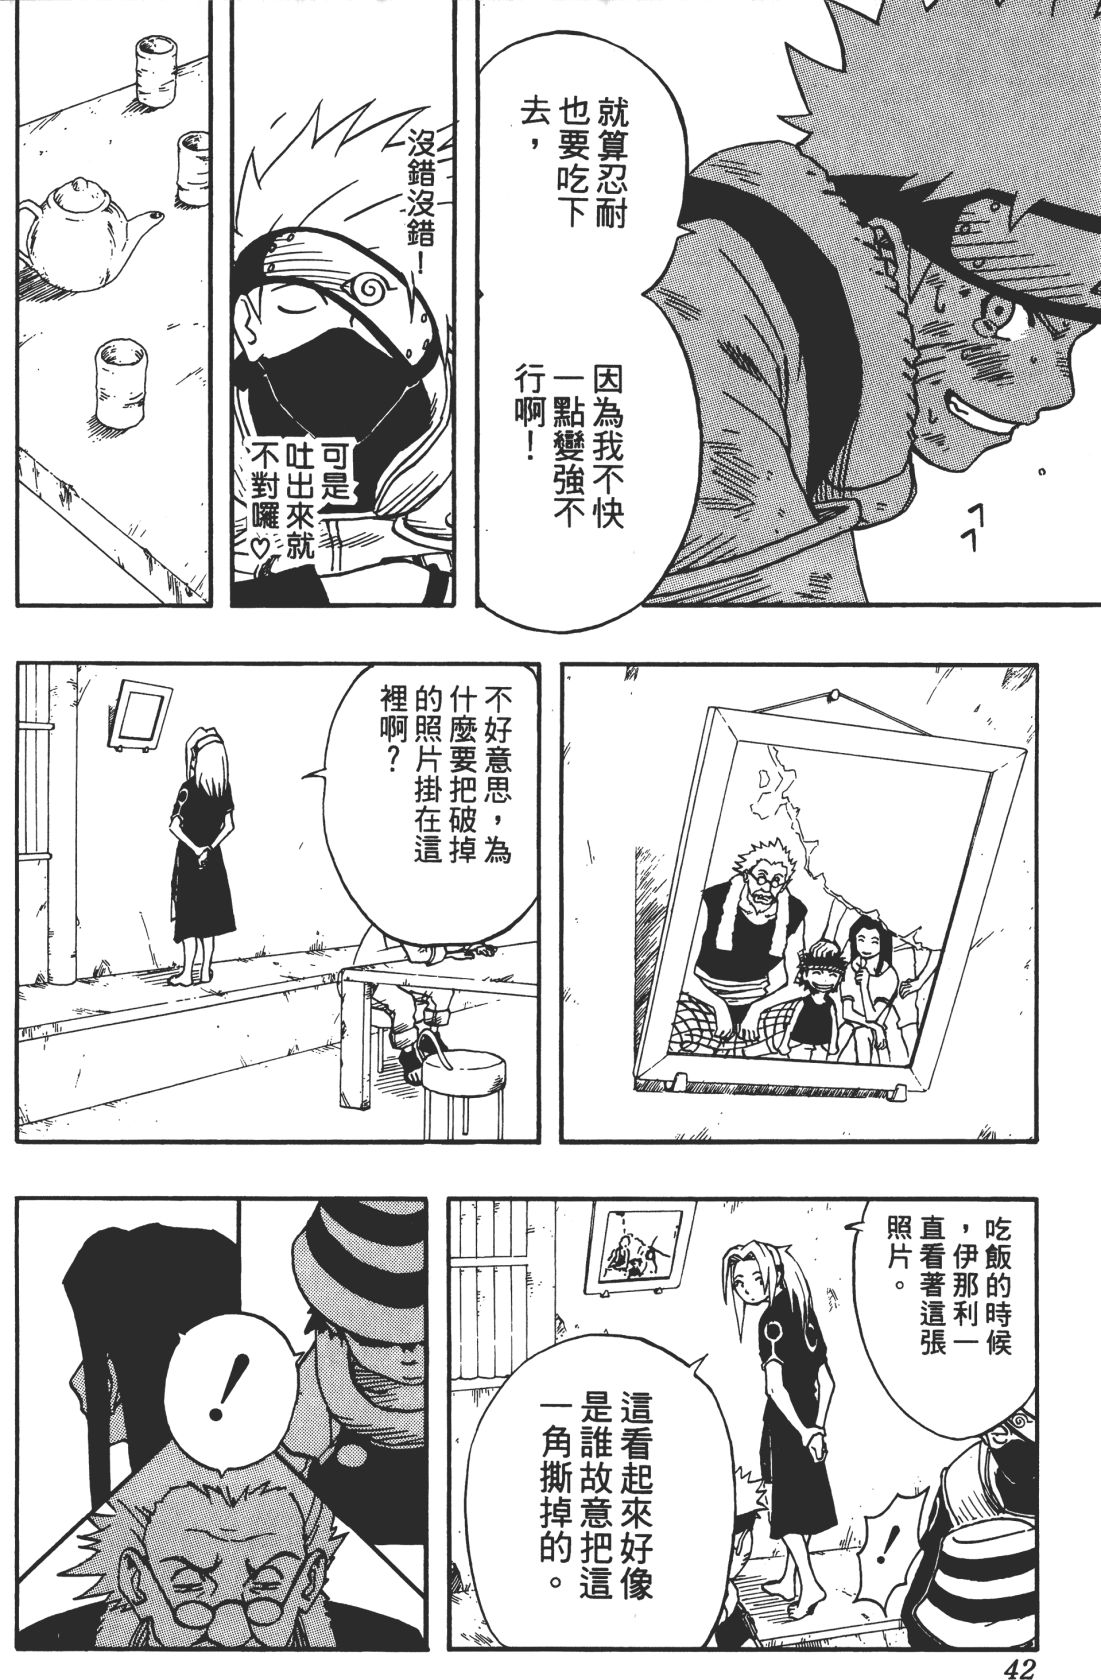 就算忍耐
也要吃下
去，
因為我不快
一點變強不
行啊！
沒錯沒錯！
可是
吐出來就
不對囉♡
不好意思，為
什麼要把破掉
的照片掛在這
裡啊？
吃飯的時候
，伊那利一
直看著這張
照片。
這看起來好像
是誰故意把這
一角撕掉的。
！
！
42